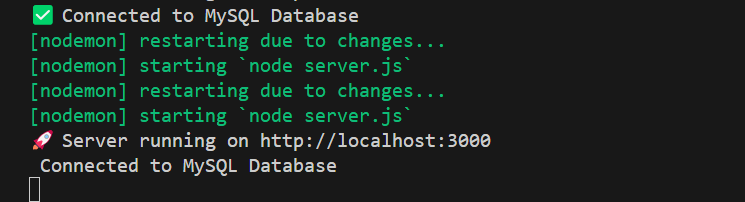 ✅ Connected to MySQL Database
[nodemon] restarting due to changes...
[nodemon] starting `node server.js`
[nodemon] restarting due to changes...
[nodemon] starting `node server.js`
🚀 Server running on http://localhost:3000
Connected to MySQL Database